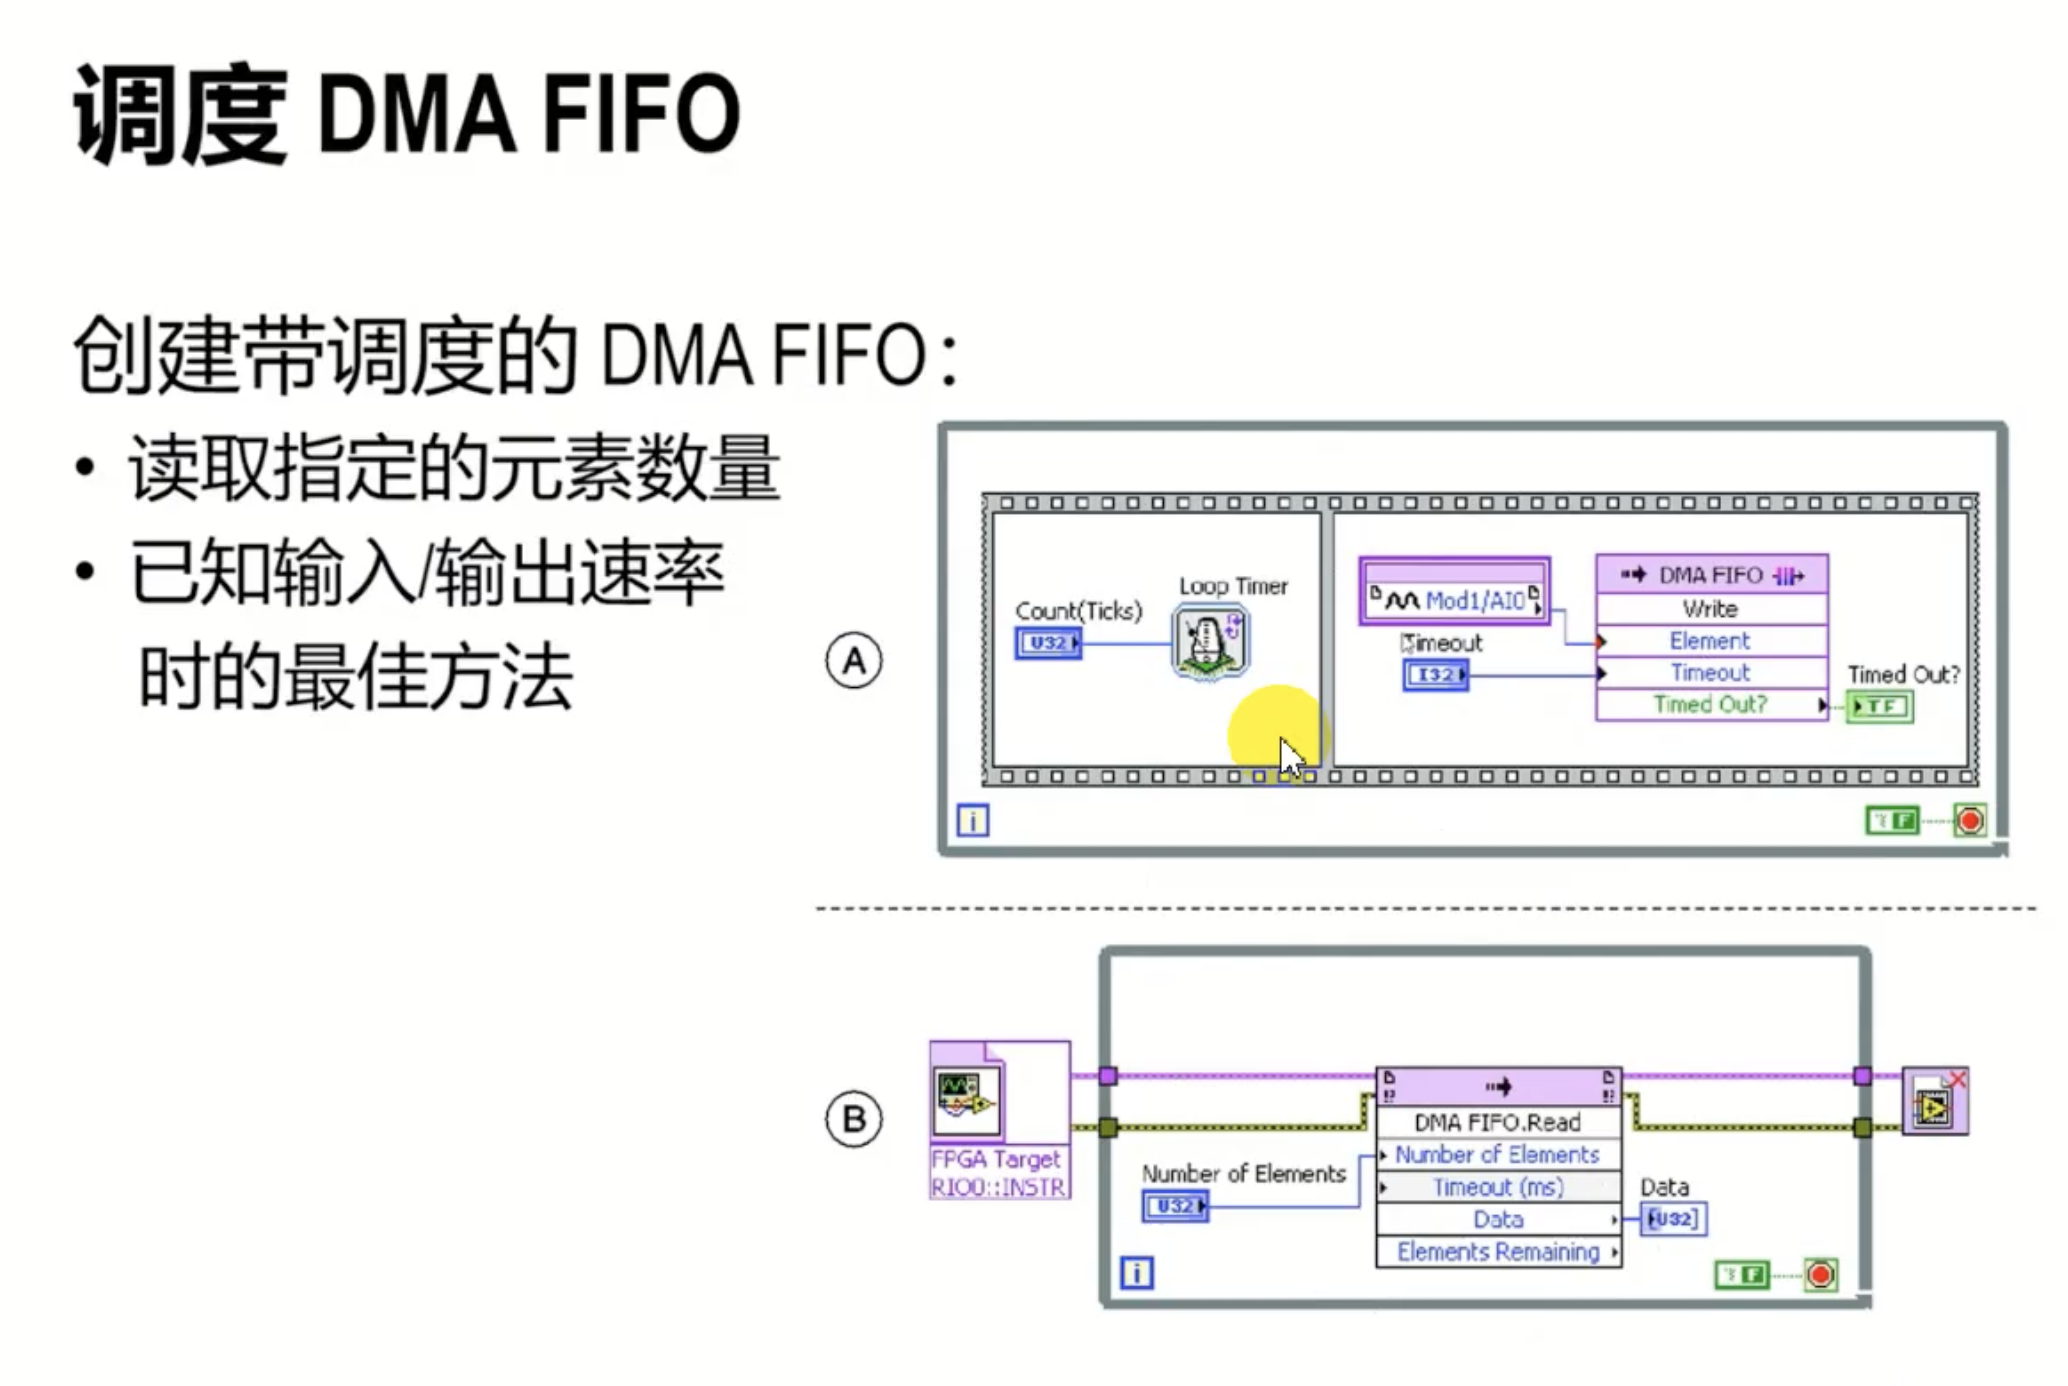 调度 DMA FIFO
创建带调度的 DMA FIFO：
• 读取指定的元素数量
• 已知输入/输出速率
时的最佳方法
A
Count(Ticks)
U32
Loop Timer
Mod1/AI0
Timeout
I32
DMA FIFO
Write
Element
Timeout
Timed Out?
Timed Out?
TF
i
F
B
FPGA Target
RIO0::INSTR
Number of Elements
U32
DMA FIFO.Read
Number of Elements
Timeout (ms)
Data
Elements Remaining
Data
[U32]
i
F